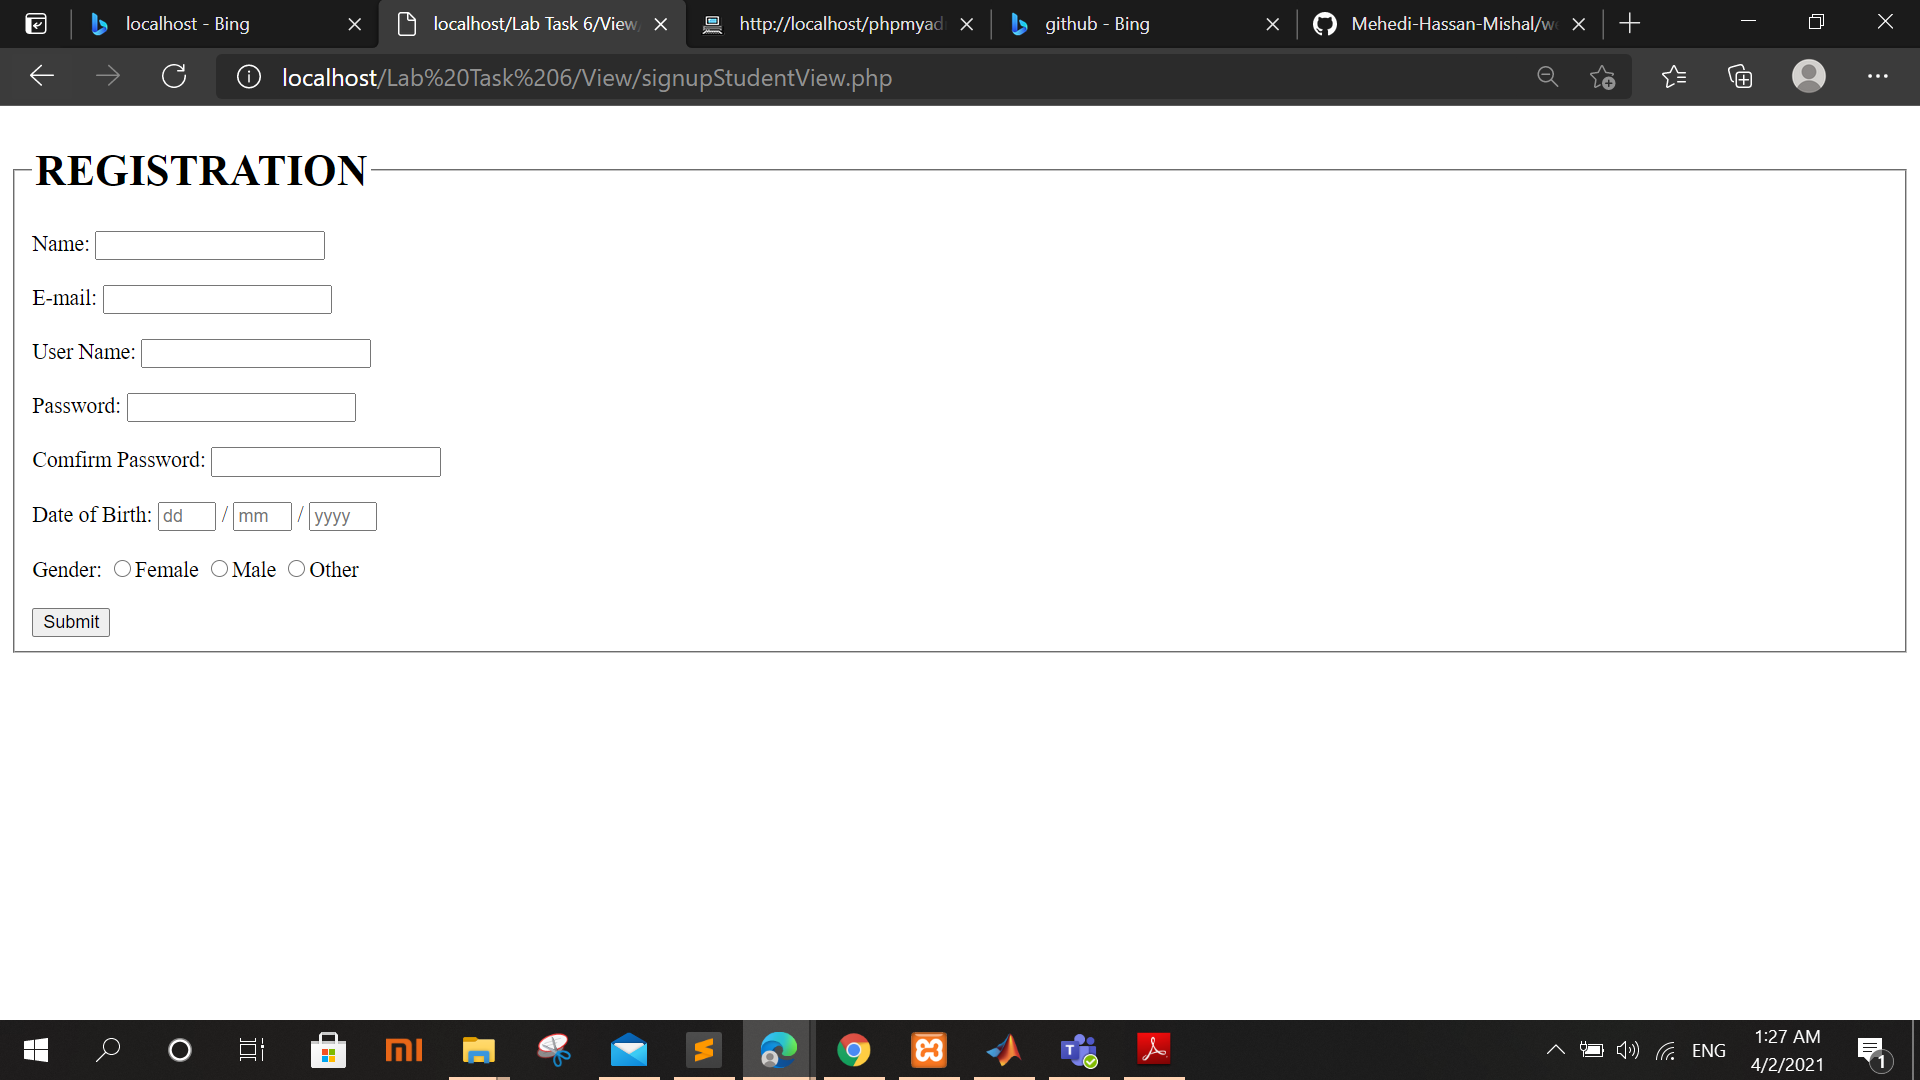 localhost - Bing
localhost/Lab Task 6/View
http://localhost/phpmyad
github - Bing
Mehedi-Hassan-Mishal/w
localhost/Lab%20Task%206/View/signupStudentView.php
REGISTRATION
Name:
E-mail:
User Name:
Password:
Comfirm Password:
Date of Birth: dd / mm / yyyy
Gender: Female Male Other
Submit
1:27 AM
ENG
4/2/2021
1